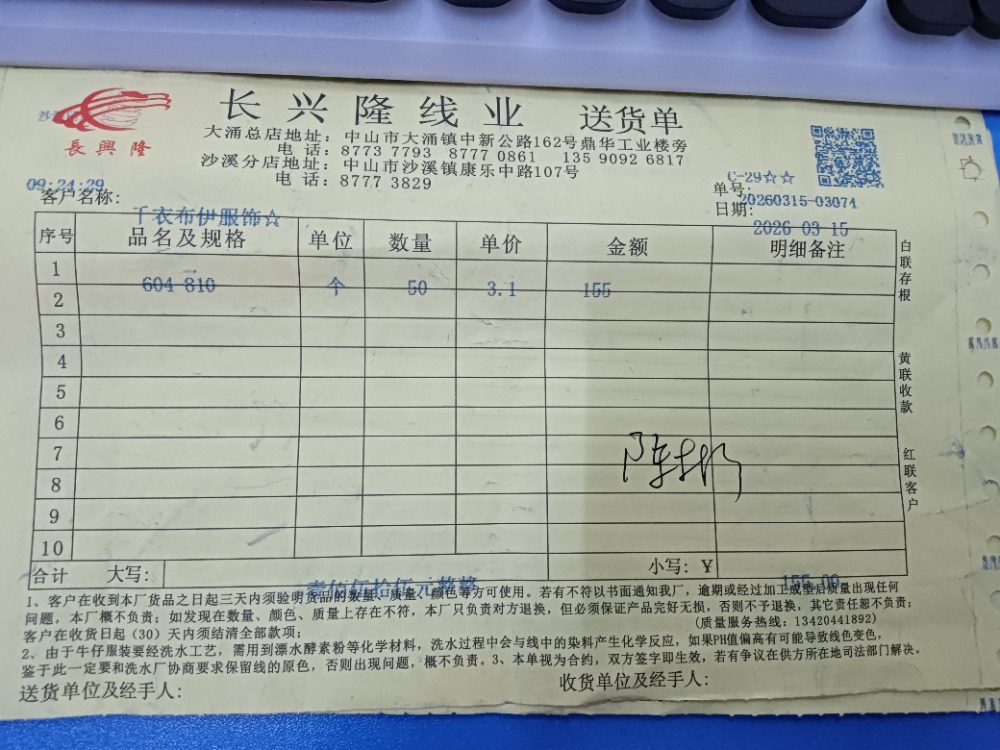 長興隆
长兴隆线业 送货单
大涌总店地址：中山市大涌镇中新公路162号鼎华工业楼旁
电话：8773 7793 8777 0861 135 9092 6817
沙溪分店地址：中山市沙溪镇康乐中路107号
电话：8777 3829
09:24:29
C-29☆☆
单号：20260315-03074
客户名称：千衣布伊服饰☆
日期：2026-03-15
序号 品名及规格 单位 数量 单价 金额 明细备注
1
604 810 个 50 3.1 155
2
3
4
5
6
7
8
9
10
白联存根
黄联收款
红联客户
合计 大写：壹佰伍拾伍元整 小写：￥155.00
1、客户在收到本厂货品之日起三天内须验明货品的数量、质量、颜色等方可使用。若有不符以书面通知我厂，逾期或经过加工成型后质量出现任何
问题，本厂概不负责；如发现在数量、颜色、质量上存在不符，本厂只负责对方退换，但必须保证产品完好无损，否则不予退换，其它责任恕不负责；
客户在收货日起（30）天内须结清全部款项； (质量服务热线：13420441892)
2、由于牛仔服装要经洗水工艺，需用到漂水酵素粉等化学材料，洗水过程中会与线中的染料产生化学反应，如果PH值偏高有可能导致线色变色，
鉴于此一定要和洗水厂协商要求保留线的原色，否则出现问题，概不负责。3、本单视为合约，双方签字即生效，若有争议在供方所在地司法部门解决。
送货单位及经手人： 收货单位及经手人：